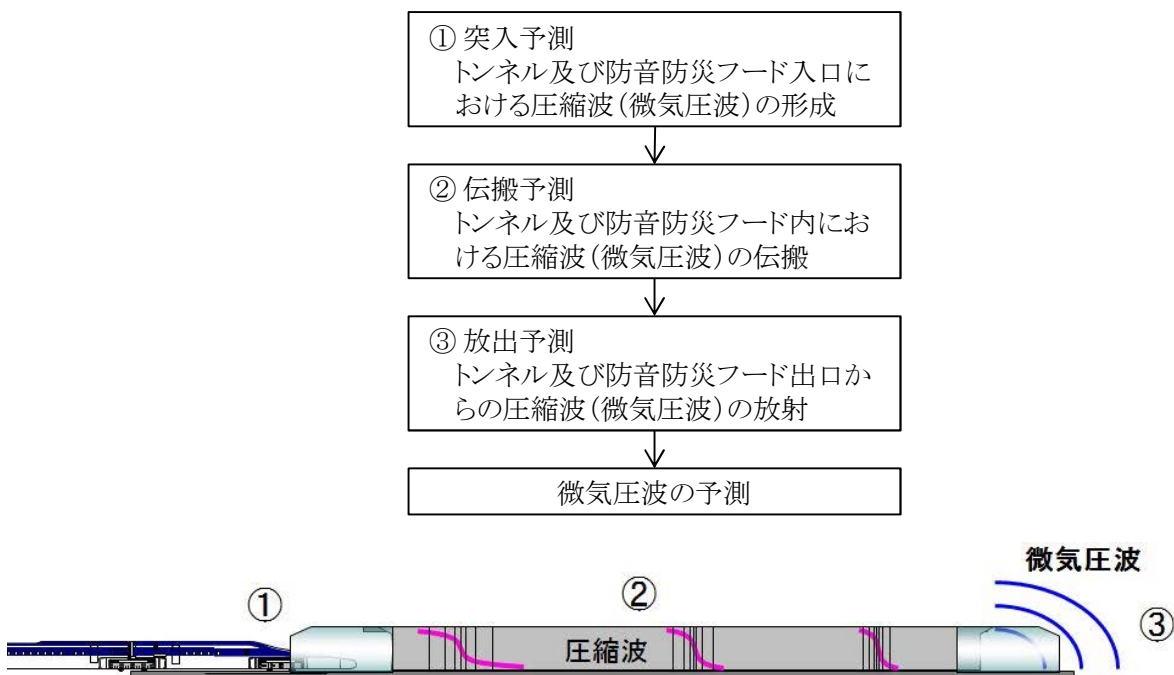 ① 突入予測
トンネル及び防音防災フード入口に
おける圧縮波（微気圧波）の形成
② 伝搬予測
トンネル及び防音防災フード内にお
ける圧縮波（微気圧波）の伝搬
③ 放出予測
トンネル及び防音防災フード出口か
らの圧縮波（微気圧波）の放射
微気圧波の予測
微気圧波
①
②
③
圧縮波